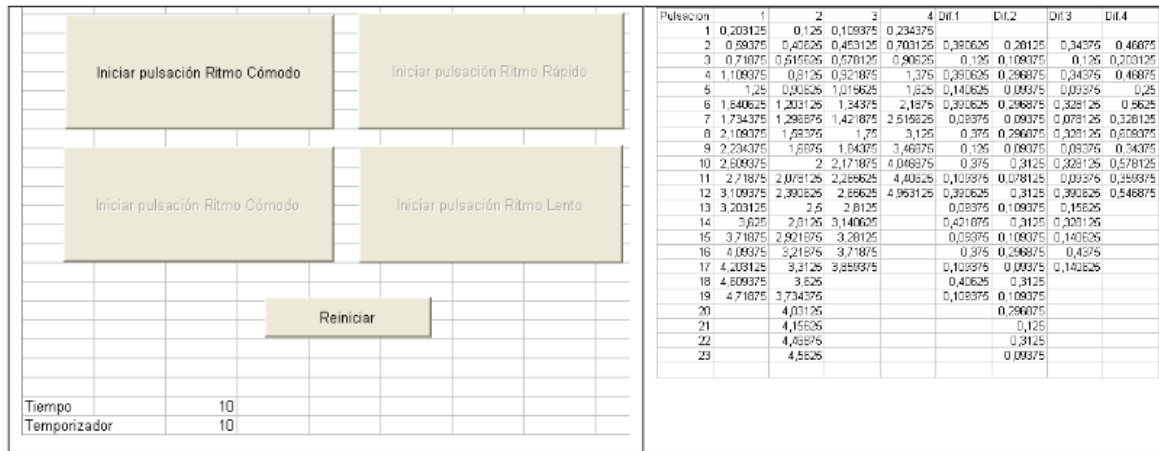 Iniciar pulsación Ritmo Cómodo
Iniciar pulsación Ritmo Rápido
Iniciar pulsación Ritmo Cómodo
Iniciar pulsación Ritmo Lento
Reiniciar
Tiempo 10
Temporizador 10
Pulsacion 1 2 3 4 Dif.1 Dif.2 Dif.3 Dif.4
1 0,203125 0,125 0,109375 0,234375
2 0,59375 0,40625 0,453125 0,703125 0,390625 0,28125 0,34375 0,46875
3 0,71875 0,515625 0,578125 0,90625 0,125 0,109375 0,125 0,203125
4 1,109375 0,8125 0,921875 1,375 0,390625 0,296875 0,34375 0,46875
5 1,25 0,90625 1,015625 1,625 0,140625 0,09375 0,09375 0,25
6 1,640625 1,203125 1,34375 2,1875 0,390625 0,296875 0,328125 0,5625
7 1,734375 1,296875 1,421875 2,515625 0,09375 0,09375 0,078125 0,328125
8 2,109375 1,59375 1,75 3,125 0,375 0,296875 0,328125 0,609375
9 2,234375 1,6875 1,84375 3,46875 0,125 0,09375 0,09375 0,34375
10 2,609375 2 2,171875 4,046875 0,375 0,3125 0,328125 0,578125
11 2,71875 2,078125 2,265625 4,40625 0,109375 0,078125 0,09375 0,359375
12 3,109375 2,390625 2,65625 4,953125 0,390625 0,3125 0,390625 0,546875
13 3,203125 2,5 2,8125 0,09375 0,109375 0,15625
14 3,625 2,8125 3,140625 0,421875 0,3125 0,328125
15 3,71875 2,921875 3,28125 0,09375 0,109375 0,140625
16 4,09375 3,21875 3,71875 0,375 0,296875 0,4375
17 4,203125 3,3125 3,859375 0,109375 0,09375 0,140625
18 4,609375 3,625 0,40625 0,3125
19 4,71875 3,734375 0,109375 0,109375
20 4,03125 0,296875
21 4,15625 0,125
22 4,46875 0,3125
23 4,5625 0,09375